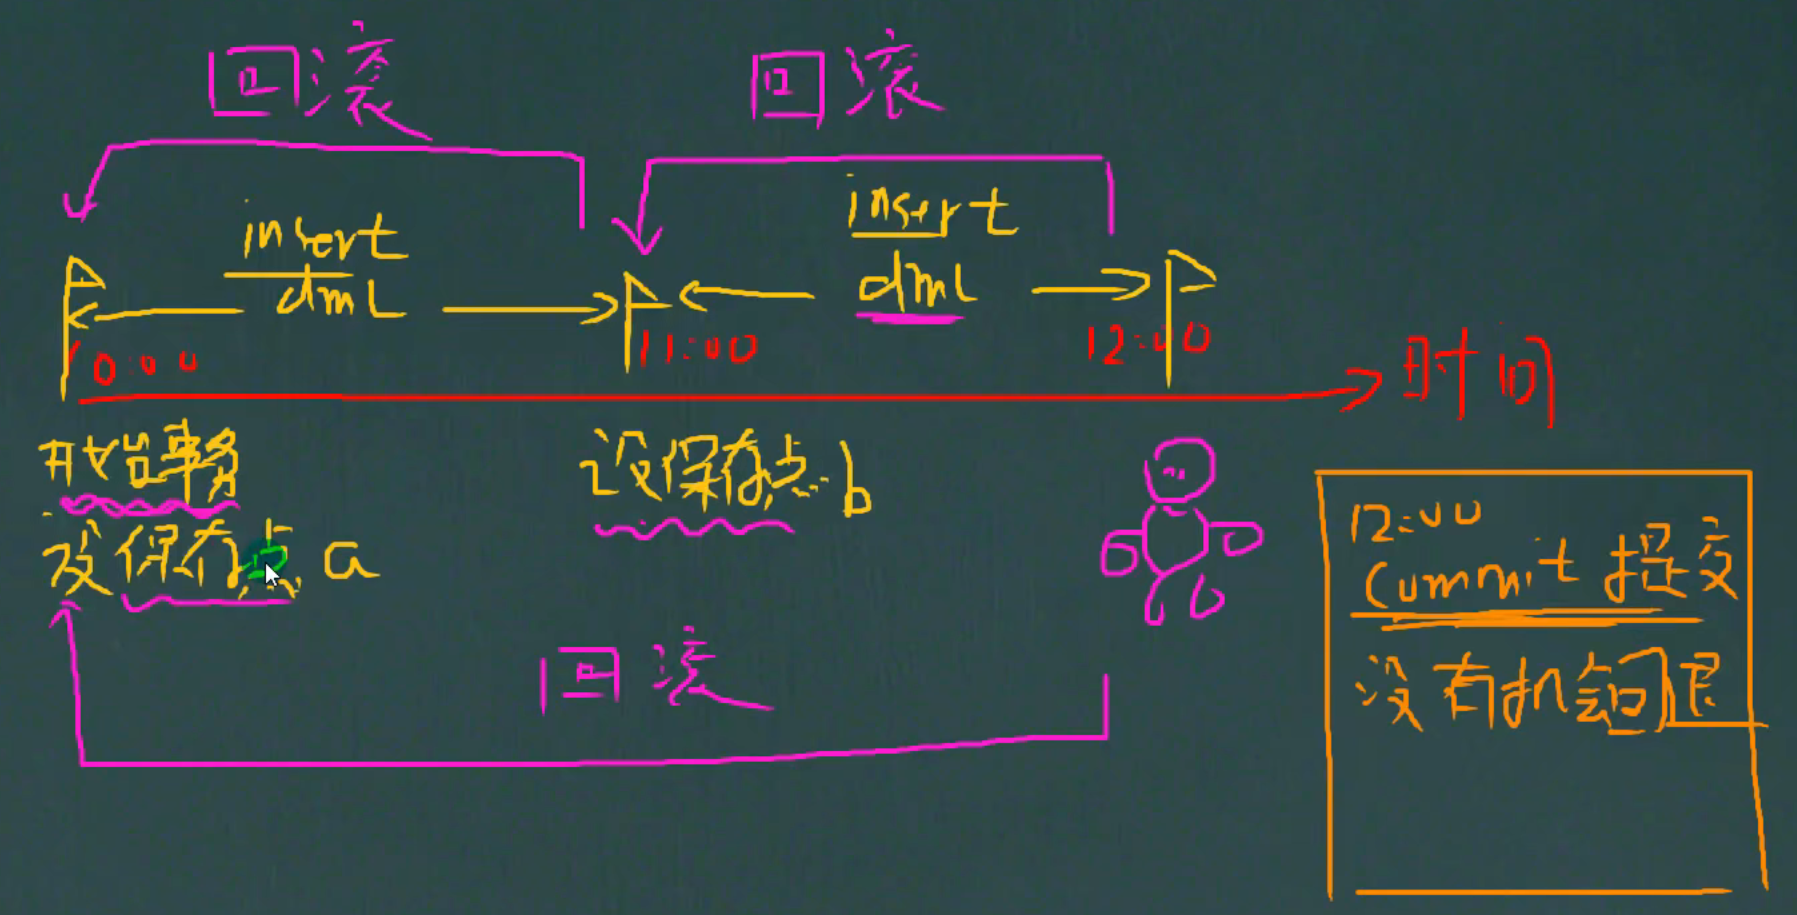 回滚
回滚
insert
dml
insert
dml
10:00
11:00
12:00
时间
开始事务
设保存点 a
设保存点 b
回滚
12:00
commit 提交
没有机会回退